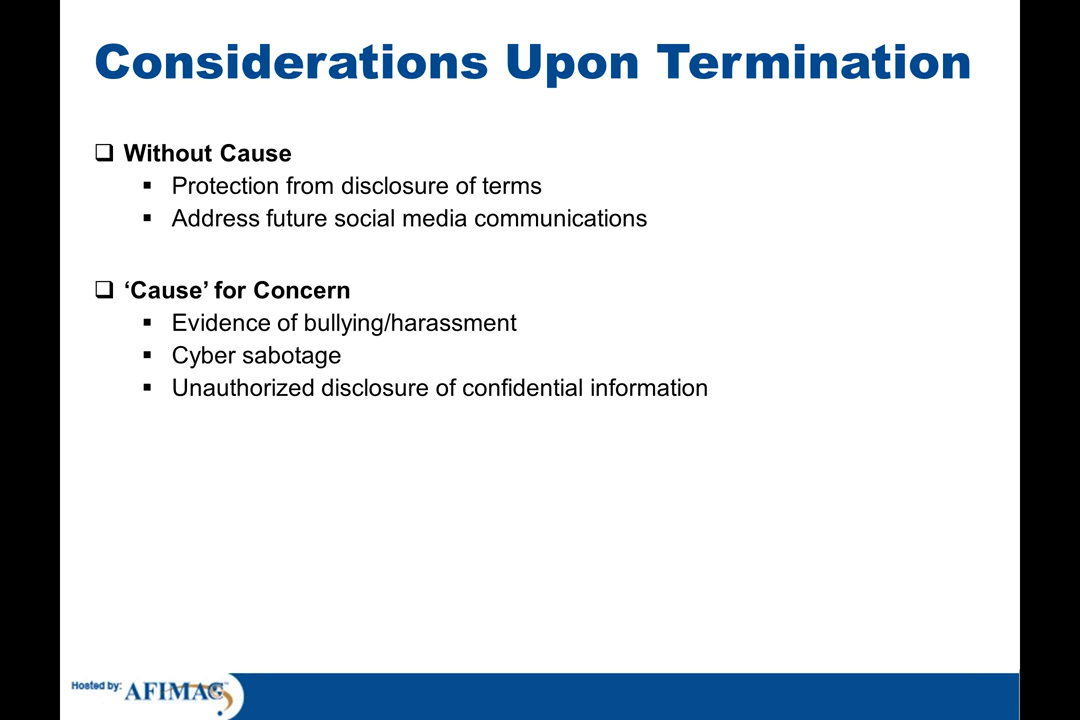 Considerations Upon Termination
❑ Without Cause
▪ Protection from disclosure of terms
▪ Address future social media communications
❑ ‘Cause’ for Concern
▪ Evidence of bullying/harassment
▪ Cyber sabotage
▪ Unauthorized disclosure of confidential information
Hosted by: AFIMAC™